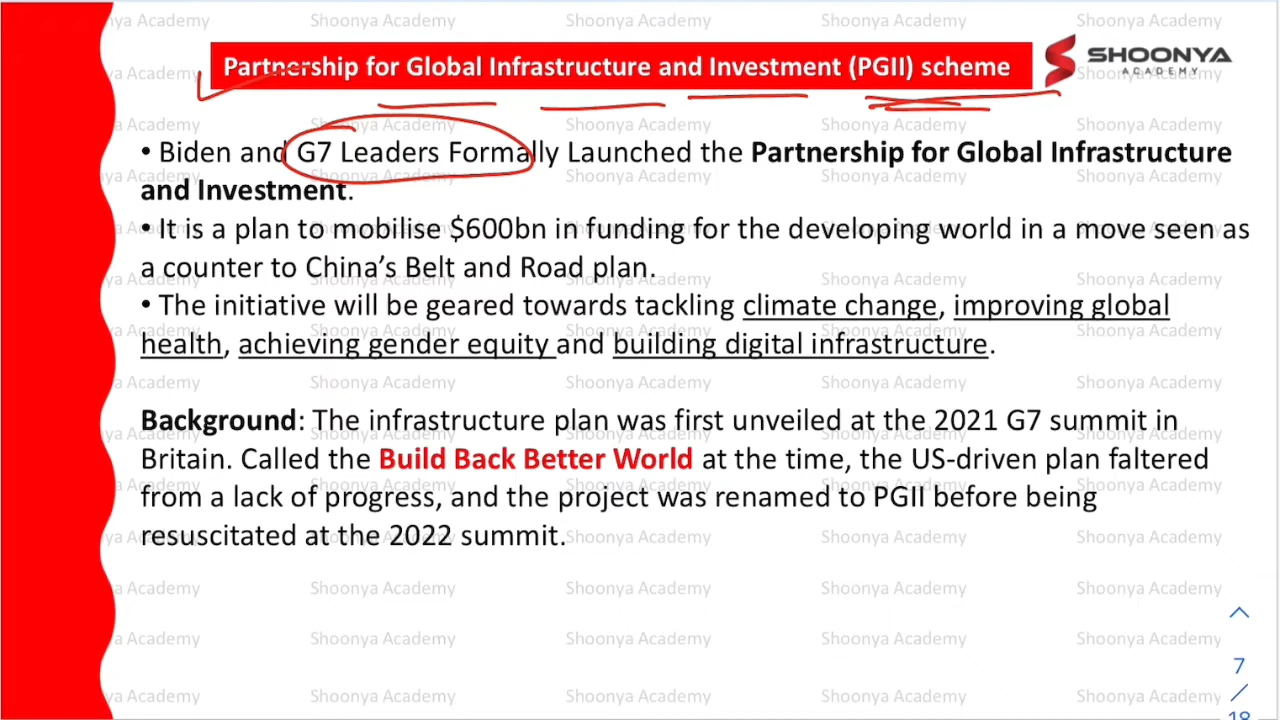 Partnership for Global Infrastructure and Investment (PGII) scheme
SHOONYA
ACADEMY
• Biden and G7 Leaders Formally Launched the Partnership for Global Infrastructure
and Investment.
• It is a plan to mobilise $600bn in funding for the developing world in a move seen as
a counter to China’s Belt and Road plan.
• The initiative will be geared towards tackling climate change, improving global
health, achieving gender equity and building digital infrastructure.
Background: The infrastructure plan was first unveiled at the 2021 G7 summit in
Britain. Called the Build Back Better World at the time, the US-driven plan faltered
from a lack of progress, and the project was renamed to PGII before being
resuscitated at the 2022 summit.
7
/
18
Shoonya Academy